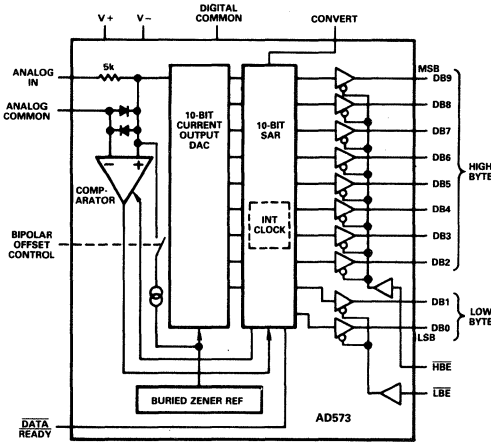 V+ V− DIGITAL COMMON CONVERT
ANALOG IN
5k
ANALOG COMMON
− +
COMP-
ARATOR
BIPOLAR
OFFSET
CONTROL
10-BIT
CURRENT
OUTPUT
DAC
10-BIT
SAR
INT
CLOCK
BURIED ZENER REF
DATA
READY
MSB
DB9
DB8
DB7
DB6
DB5
DB4
DB3
DB2
HIGH
BYTE
DB1
DB0
LSB
LOW
BYTE
HBE
LBE
AD573